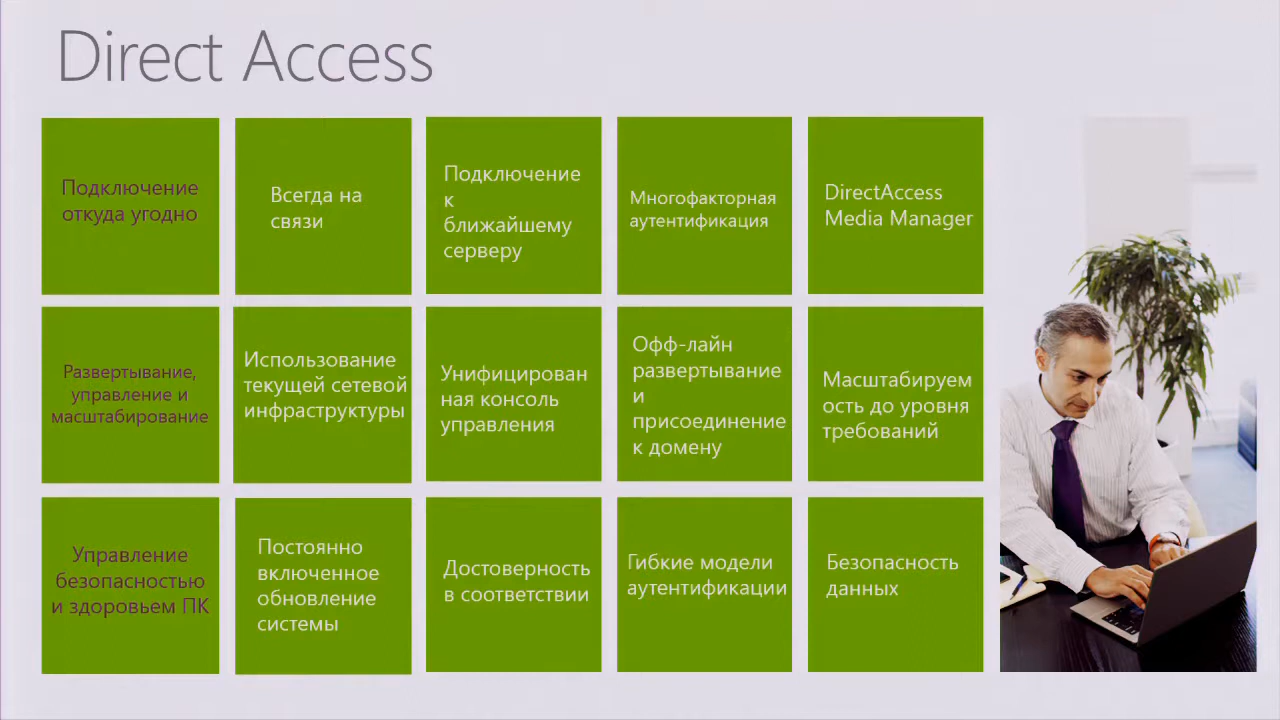 Direct Access
Подключение
откуда угодно
Всегда на
связи
Подключение
к
ближайшему
серверу
Многофакторная
аутентификация
DirectAccess
Media Manager
Развертывание,
управление и
масштабирование
Использование
текущей сетевой
инфраструктуры
Унифицирован
ная консоль
управления
Офф-лайн
развертывание
и
присоединение
к домену
Масштабируем
ость до уровня
требований
Управление
безопасностью
и здоровьем ПК
Постоянно
включенное
обновление
системы
Достоверность
в соответствии
Гибкие модели
аутентификации
Безопасность
данных